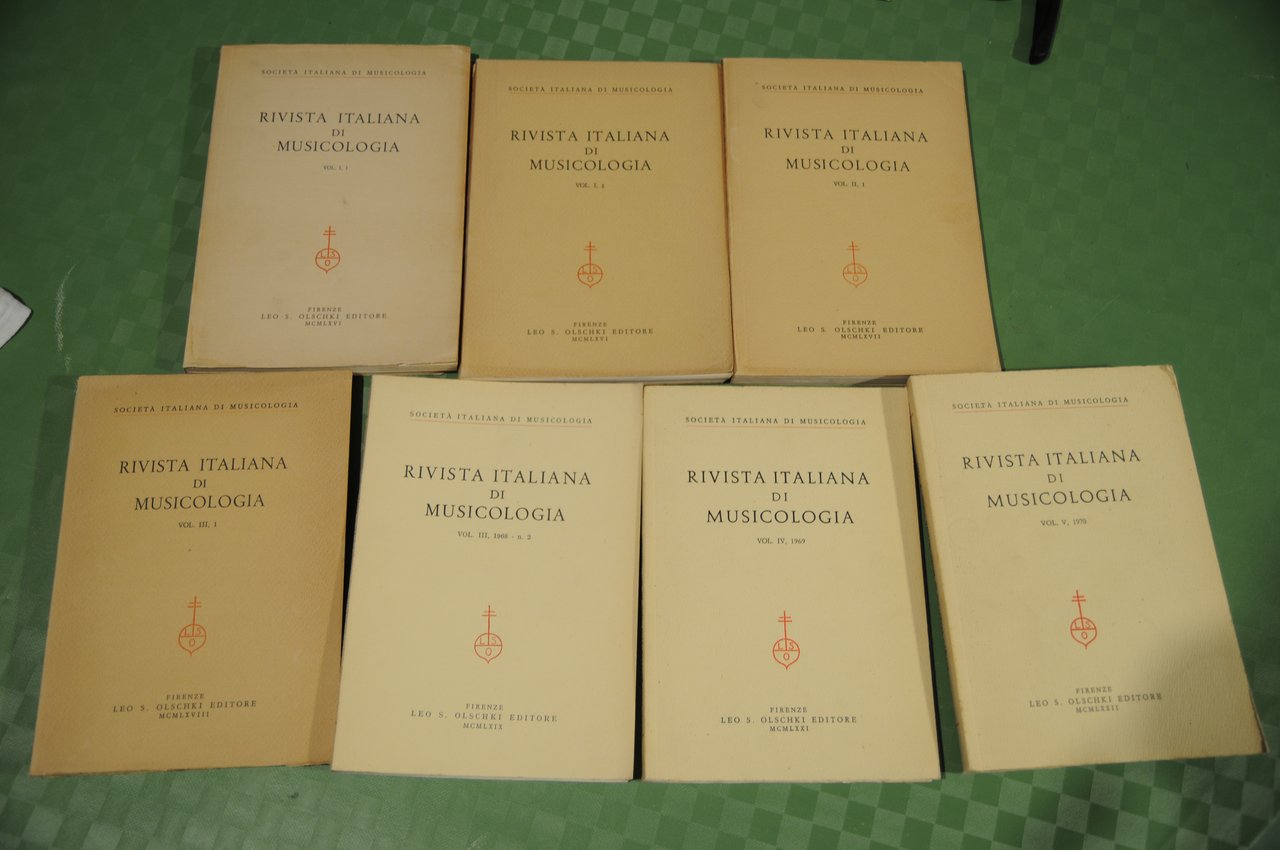 SOCIETÀ ITALIANA DI MUSICOLOGIA
RIVISTA ITALIANA
DI
MUSICOLOGIA
VOL. I, 1
L S
O
FIRENZE
LEO S. OLSCHKI EDITORE
MCMLXVI
SOCIETÀ ITALIANA DI MUSICOLOGIA
RIVISTA ITALIANA
DI
MUSICOLOGIA
VOL. I, 2
L S
O
FIRENZE
LEO S. OLSCHKI EDITORE
MCMLXVI
SOCIETÀ ITALIANA DI MUSICOLOGIA
RIVISTA ITALIANA
DI
MUSICOLOGIA
VOL. II, 1
L S
O
FIRENZE
LEO S. OLSCHKI EDITORE
MCMLXVII
SOCIETÀ ITALIANA DI MUSICOLOGIA
RIVISTA ITALIANA
DI
MUSICOLOGIA
VOL. III, 1
L S
O
FIRENZE
LEO S. OLSCHKI EDITORE
MCMLXVIII
SOCIETÀ ITALIANA DI MUSICOLOGIA
RIVISTA ITALIANA
DI
MUSICOLOGIA
VOL. III, 1968 - n. 2
L S
O
FIRENZE
LEO S. OLSCHKI EDITORE
MCMLXIX
SOCIETÀ ITALIANA DI MUSICOLOGIA
RIVISTA ITALIANA
DI
MUSICOLOGIA
VOL. IV, 1969
L S
O
FIRENZE
LEO S. OLSCHKI EDITORE
MCMLXXI
SOCIETÀ ITALIANA DI MUSICOLOGIA
RIVISTA ITALIANA
DI
MUSICOLOGIA
VOL. V, 1970
L S
O
FIRENZE
LEO S. OLSCHKI EDITORE
MCMLXXII